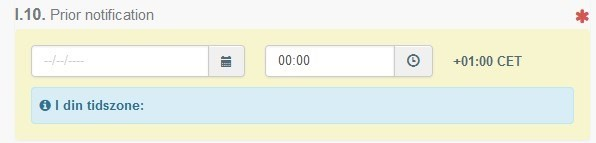 I.10. Prior notification *
--/--/---- 00:00 +01:00 CET
I din tidszone: